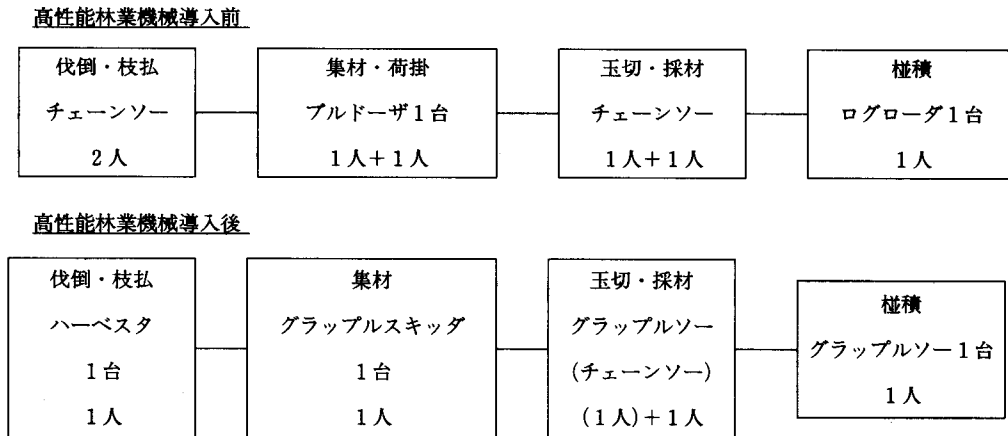 高性能林業機械導入前
伐倒・枝払
チェーンソー
2人
集材・荷掛
ブルドーザ1台
1人+1人
玉切・採材
チェーンソー
1人+1人
椪積
ログローダ1台
1人
高性能林業機械導入後
伐倒・枝払
ハーベスタ
1台
1人
集材
グラップルスキッダ
1台
1人
玉切・採材
グラップルソー
(チェーンソー)
(1人)+1人
椪積
グラップルソー1台
1人